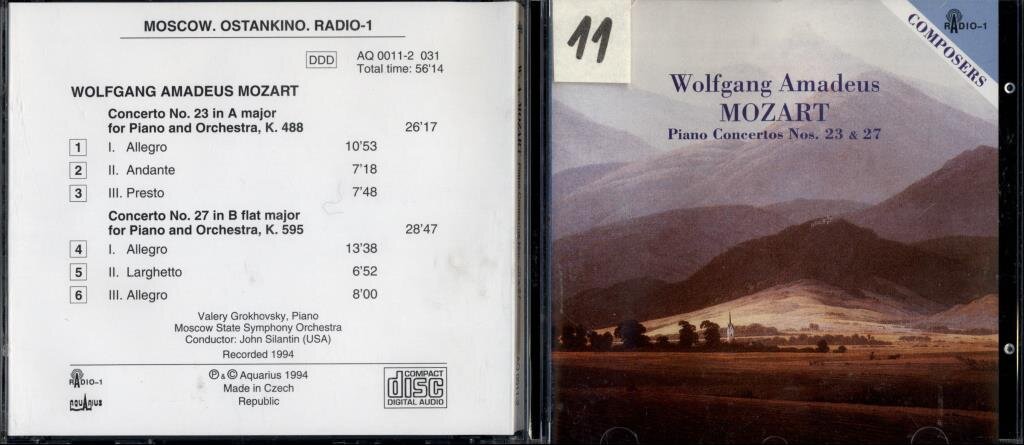 MOSCOW. OSTANKINO. RADIO-1
DDD
AQ 0011-2 031
Total time: 56'14
WOLFGANG AMADEUS MOZART
Concerto No. 23 in A major
for Piano and Orchestra, K. 488 26'17
1 I. Allegro 10'53
2 II. Andante 7'18
3 III. Presto 7'48
Concerto No. 27 in B flat major
for Piano and Orchestra, K. 595 28'47
4 I. Allegro 13'38
5 II. Larghetto 6'52
6 III. Allegro 8'00
Valery Grokhovsky, Piano
Moscow State Symphony Orchestra
Conductor: John Silantin (USA)
Recorded 1994
℗ & © Aquarius 1994
Made in Czech
Republic
RADIO-1
AQUARIUS
COMPACT
disc
DIGITAL AUDIO
11
RADIO-1
COMPOSERS
Wolfgang Amadeus
MOZART
Piano Concertos Nos. 23 & 27